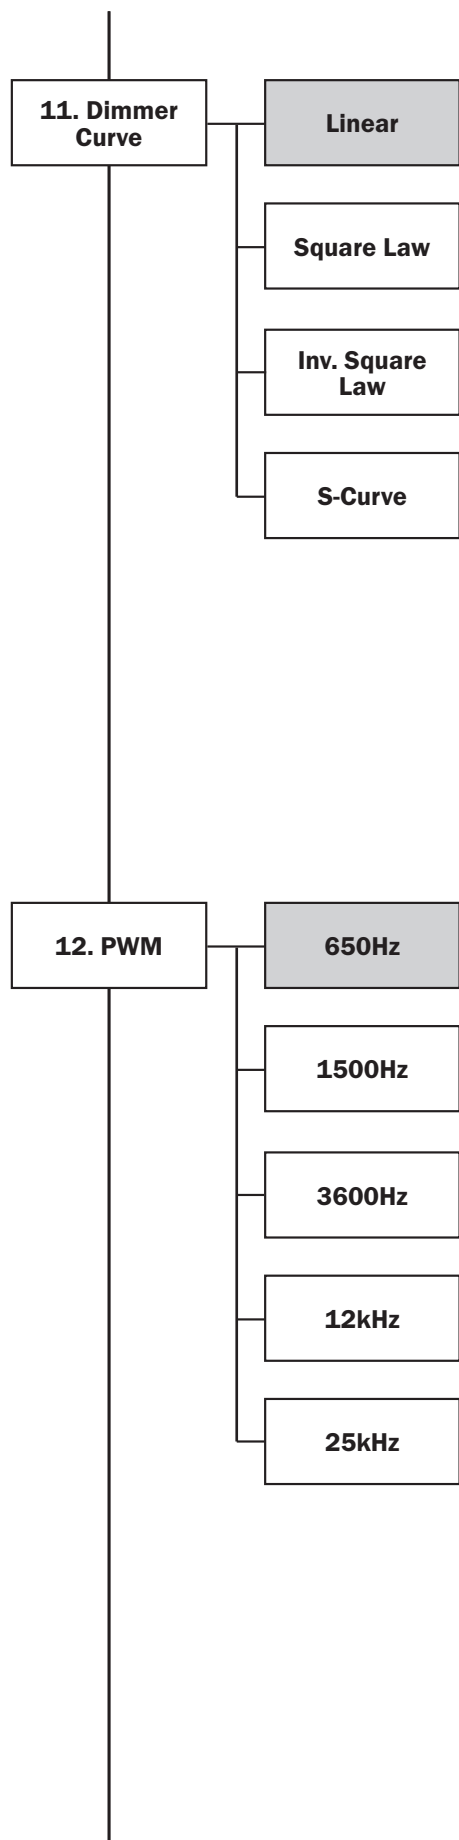 11. Dimmer
Curve
Linear
Square Law
Inv. Square
Law
S-Curve
12. PWM
650Hz
1500Hz
3600Hz
12kHz
25kHz